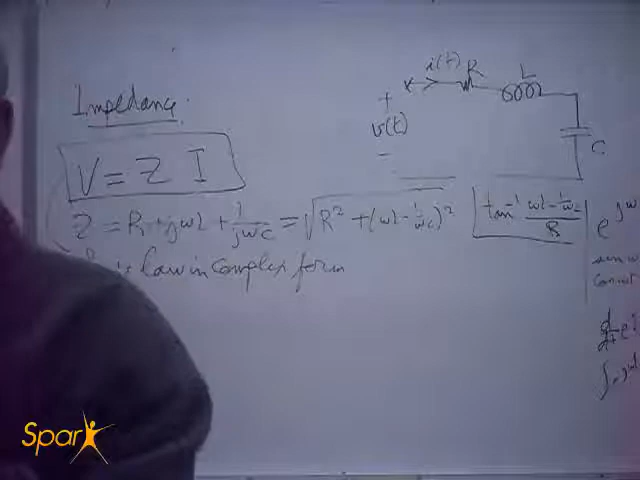 Impedance:
V = Z I
Z = R + jωL + 1/jωC = √R² + (ωL - 1/ωC)² tan⁻¹ ωL - 1/ωC / R
Law in complex form
i(t) R L
+
v(t)
-
C
e^jω
d/dt e^j
Spark